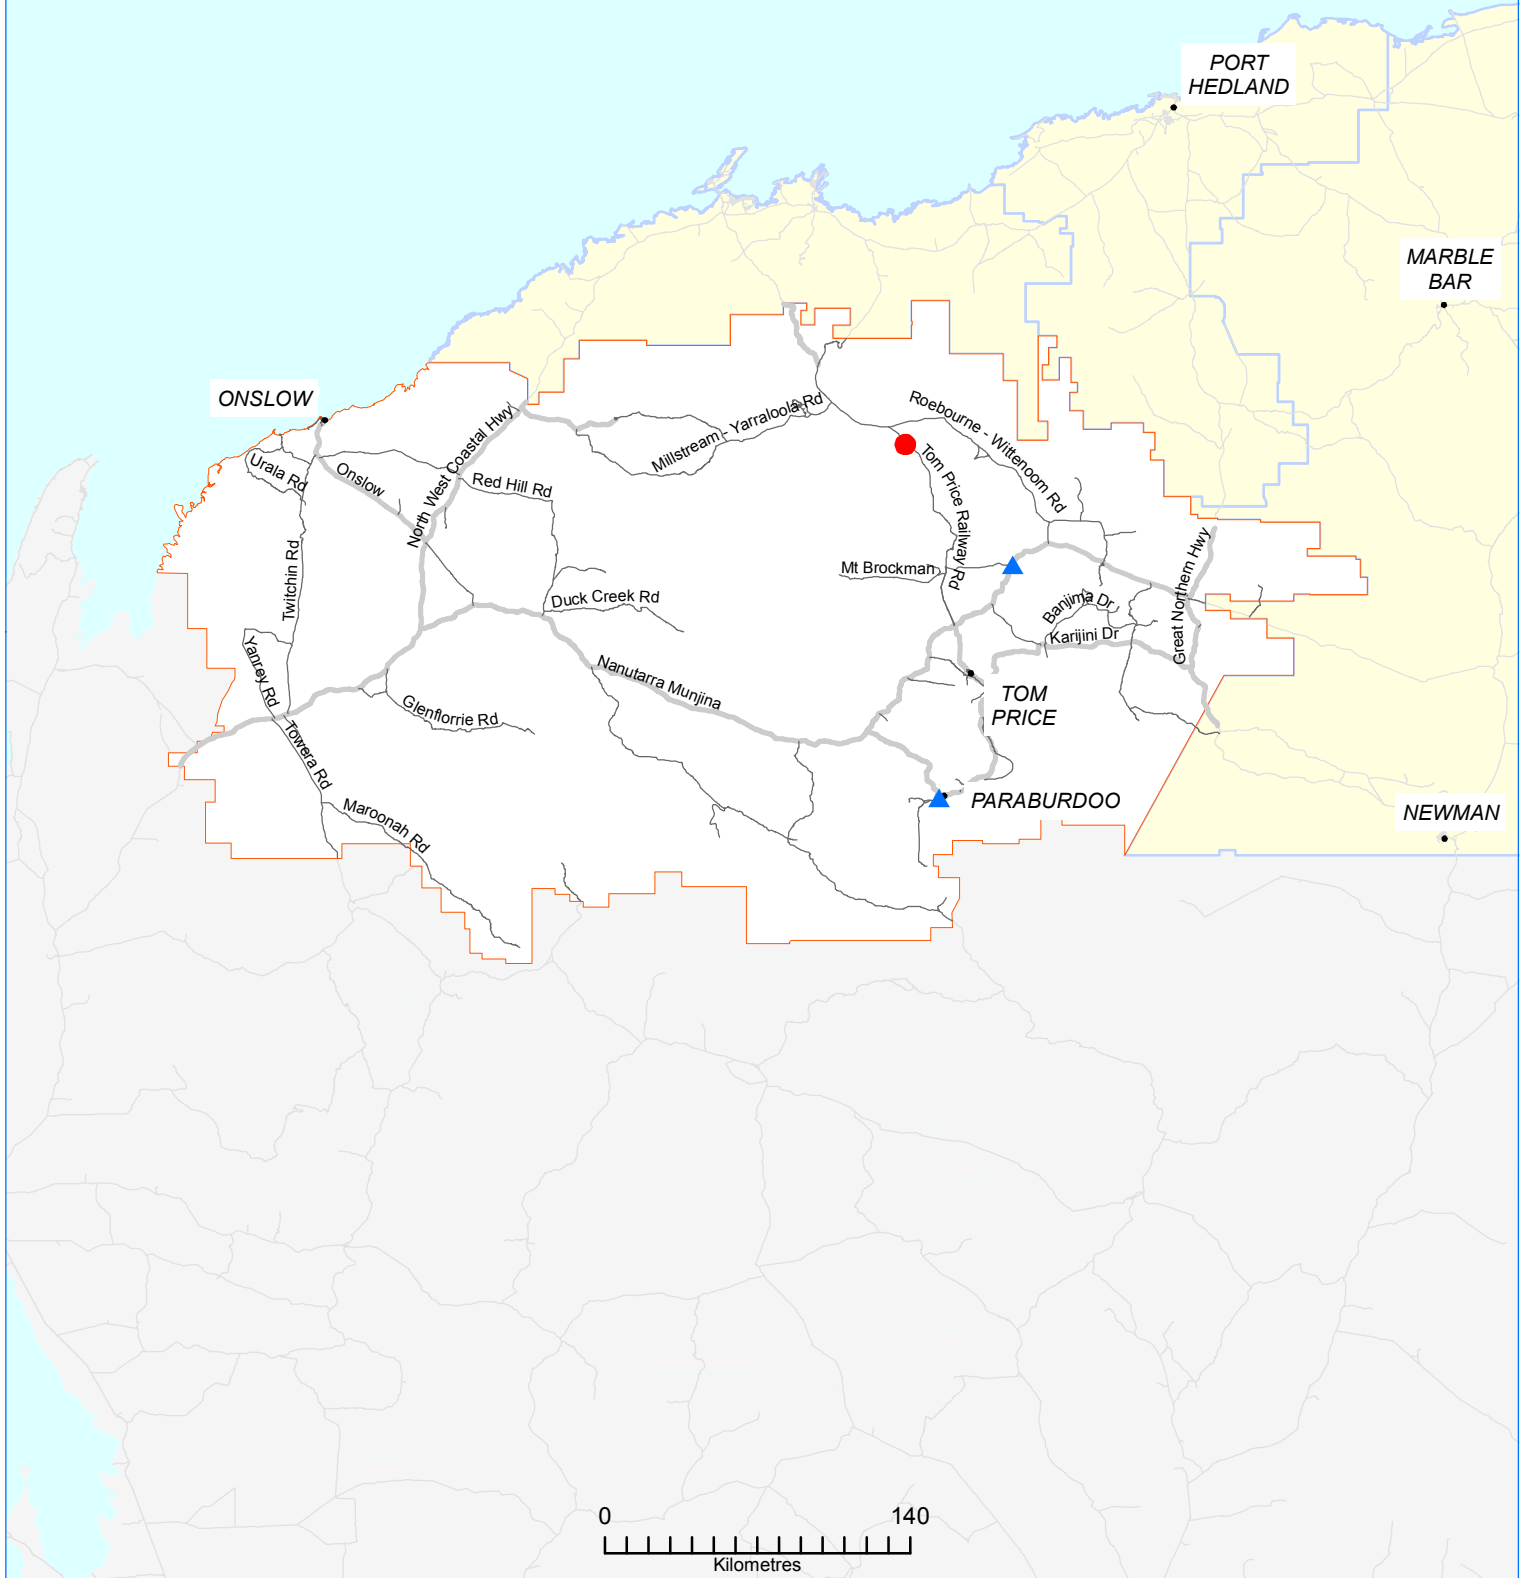 PORT
HEDLAND
MARBLE
BAR
ONSLOW
Roebourne - Wittenoom Rd
Millstream - Yarraloola Rd
North West Coastal Hwy
Urala Rd
Onslow
Red Hill Rd
Tom Price Railway Rd
Twitchin Rd
Mt Brockman
Great Northern Hwy
Duck Creek Rd
Banjima Dr
Karijini Dr
Yanrey Rd
Nanutarra Munjina
TOM
PRICE
Glenflorrie Rd
Towera Rd
Maroonah Rd
PARABURDOO
NEWMAN
0 140
Kilometres